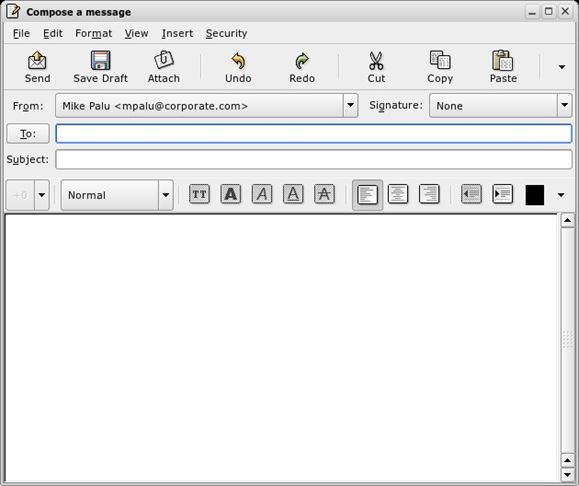 Compose a message
File Edit Format View Insert Security
Send Save Draft Attach Undo Redo Cut Copy Paste
From: Mike Palu <mpalu@corporate.com> Signature: None
To:
Subject:
+0 Normal TT A A A A